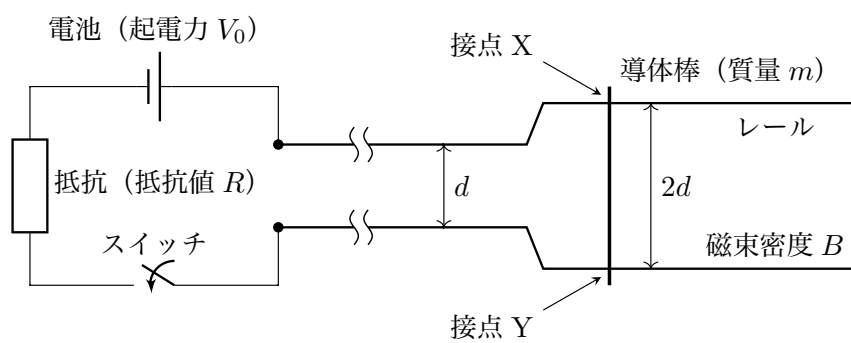 電池（起電力 V₀）
接点 X
導体棒（質量 m）
レール
抵抗（抵抗値 R）
d
2d
スイッチ
磁束密度 B
接点 Y